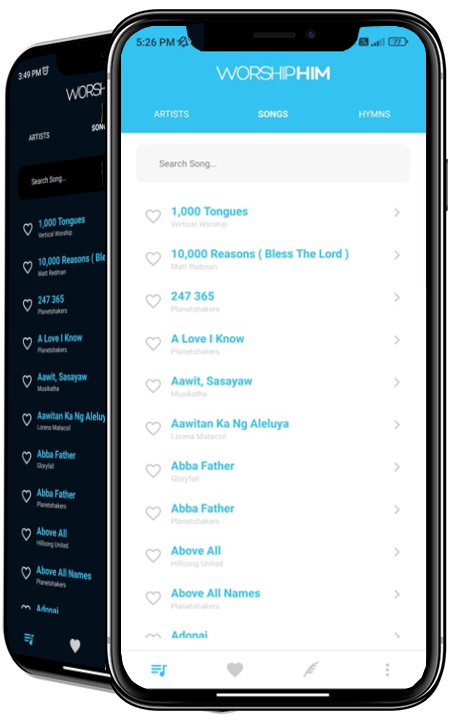 3:49 PM
WORSH
ARTISTS
SON
Search Song...
1,000 Tongues
Vertical Worship
10,000 Reasons ( Ble
Matt Redman
247 365
Planetshakers
A Love I Know
Planetshakers
Aawit, Sasayaw
Musikatha
Aawitan Ka Ng Aleluy
Lorena Matacsil
Abba Father
Gloryfall
Abba Father
Planetshakers
Above All
Hillsong United
Above All Names
Planetshakers
Adonai
5:26 PM
77
WORSHIPHIM
ARTISTS SONGS HYMNS
Search Song...
1,000 Tongues
Vertical Worship
10,000 Reasons ( Bless The Lord )
Matt Redman
247 365
Planetshakers
A Love I Know
Planetshakers
Aawit, Sasayaw
Musikatha
Aawitan Ka Ng Aleluya
Lorena Matacsil
Abba Father
Gloryfall
Abba Father
Planetshakers
Above All
Hillsong United
Above All Names
Planetshakers
Adonai